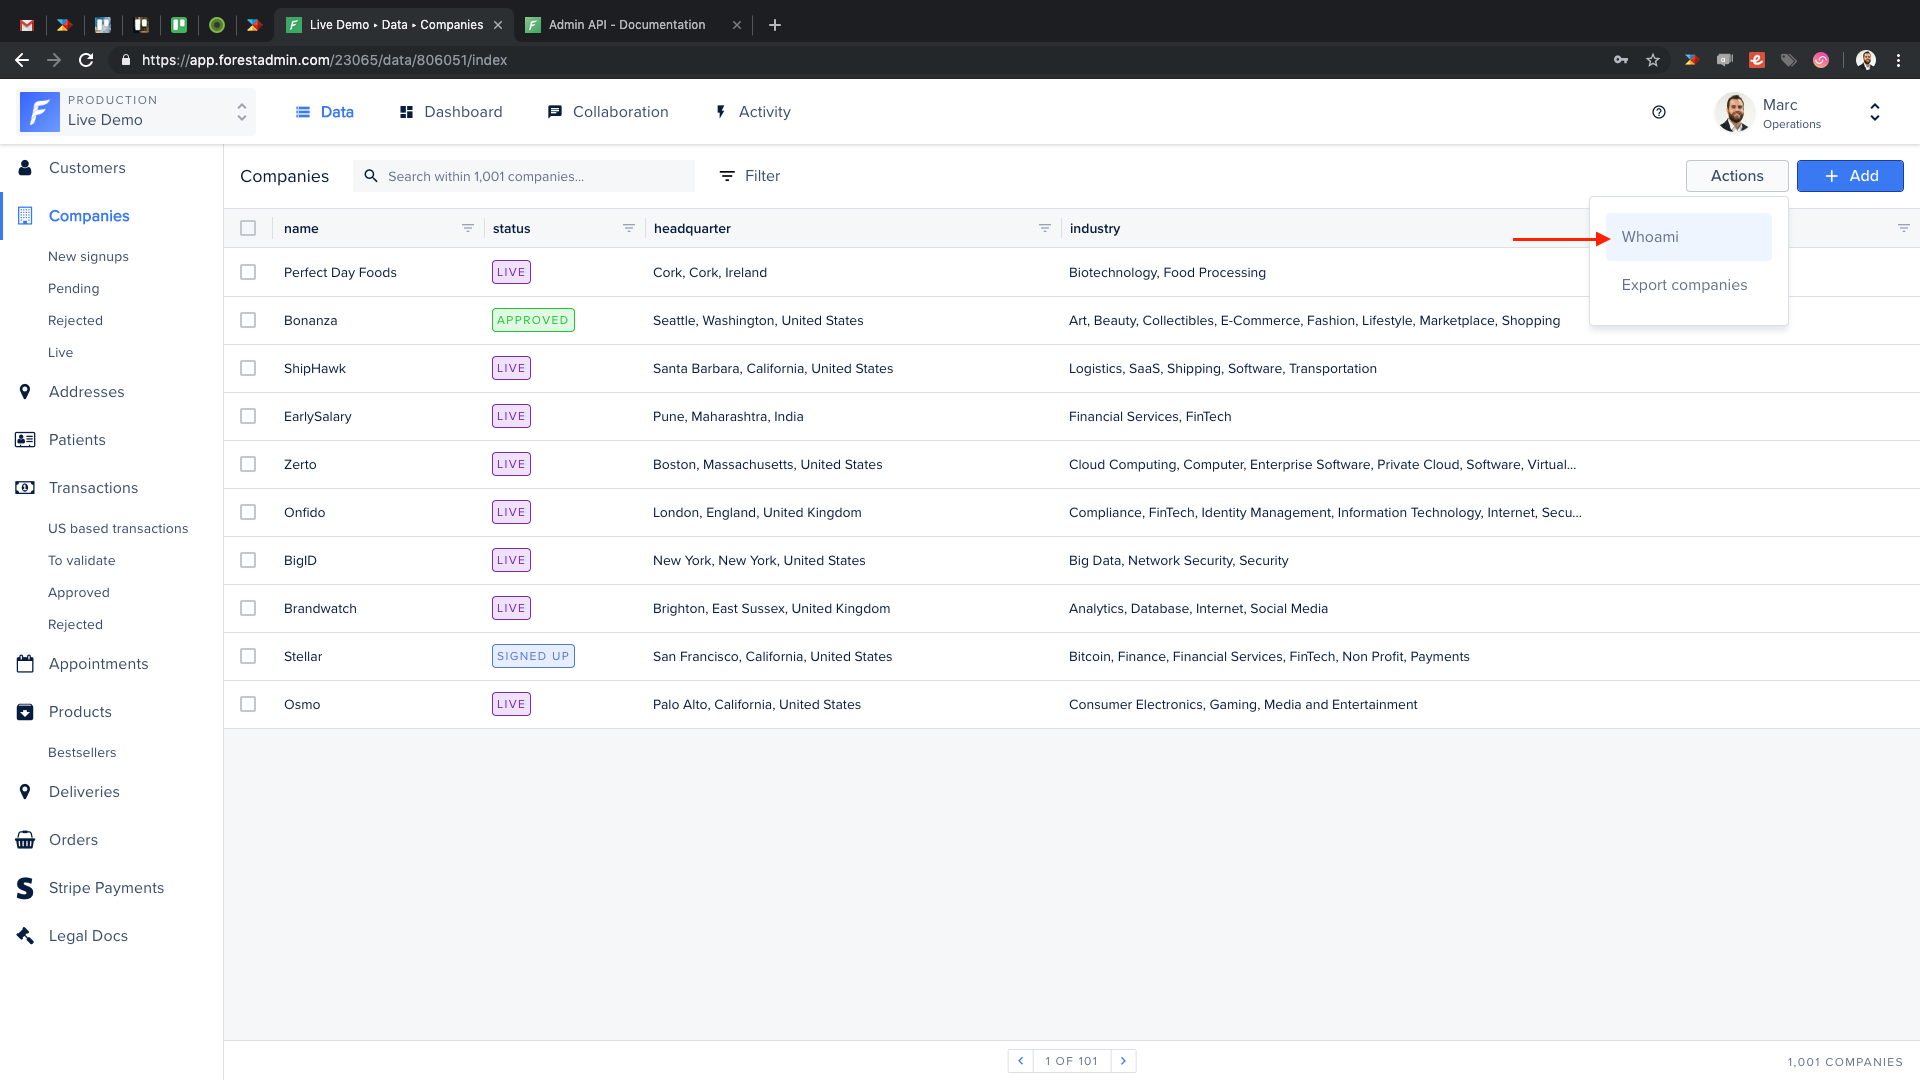 Live Demo ▸ Data ▸ Companies
Admin API - Documentation
https://app.forestadmin.com/23065/data/806051/index
PRODUCTION
Live Demo
Data
Dashboard
Collaboration
Activity
Marc
Operations
Customers
Companies
New signups
Pending
Rejected
Live
Addresses
Patients
Transactions
US based transactions
To validate
Approved
Rejected
Appointments
Products
Bestsellers
Deliveries
Orders
Stripe Payments
Legal Docs
Companies
Search within 1,001 companies...
Filter
Actions
+ Add
Whoami
Export companies
name status headquarter industry
Perfect Day Foods LIVE Cork, Cork, Ireland Biotechnology, Food Processing
Bonanza APPROVED Seattle, Washington, United States Art, Beauty, Collectibles, E-Commerce, Fashion, Lifestyle, Marketplace, Shopping
ShipHawk LIVE Santa Barbara, California, United States Logistics, SaaS, Shipping, Software, Transportation
EarlySalary LIVE Pune, Maharashtra, India Financial Services, FinTech
Zerto LIVE Boston, Massachusetts, United States Cloud Computing, Computer, Enterprise Software, Private Cloud, Software, Virtual...
Onfido LIVE London, England, United Kingdom Compliance, FinTech, Identity Management, Information Technology, Internet, Secu...
BigID LIVE New York, New York, United States Big Data, Network Security, Security
Brandwatch LIVE Brighton, East Sussex, United Kingdom Analytics, Database, Internet, Social Media
Stellar SIGNED UP San Francisco, California, United States Bitcoin, Finance, Financial Services, FinTech, Non Profit, Payments
Osmo LIVE Palo Alto, California, United States Consumer Electronics, Gaming, Media and Entertainment
1 OF 101
1,001 COMPANIES